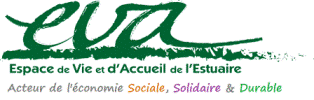 eva
Espace de Vie et d'Accueil de l'Estuaire
Acteur de l'économie Sociale, Solidaire & Durable